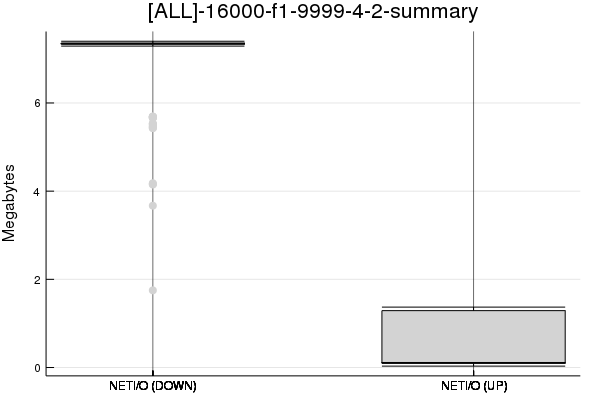 [ALL]-16000-f1-9999-4-2-summary
Megabytes
6
4
2
0
NETI/O (DOWN)
NETI/O (UP)